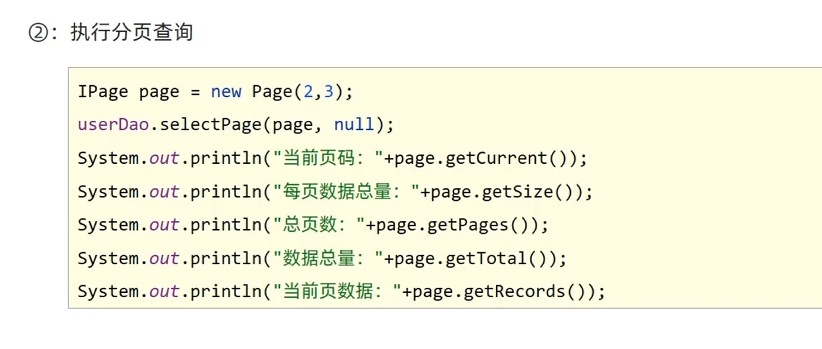 ②：执行分页查询
IPage page = new Page(2,3);
userDao.selectPage(page, null);
System.out.println("当前页码："+page.getCurrent());
System.out.println("每页数据总量："+page.getSize());
System.out.println("总页数："+page.getPages());
System.out.println("数据总量："+page.getTotal());
System.out.println("当前页数据："+page.getRecords());